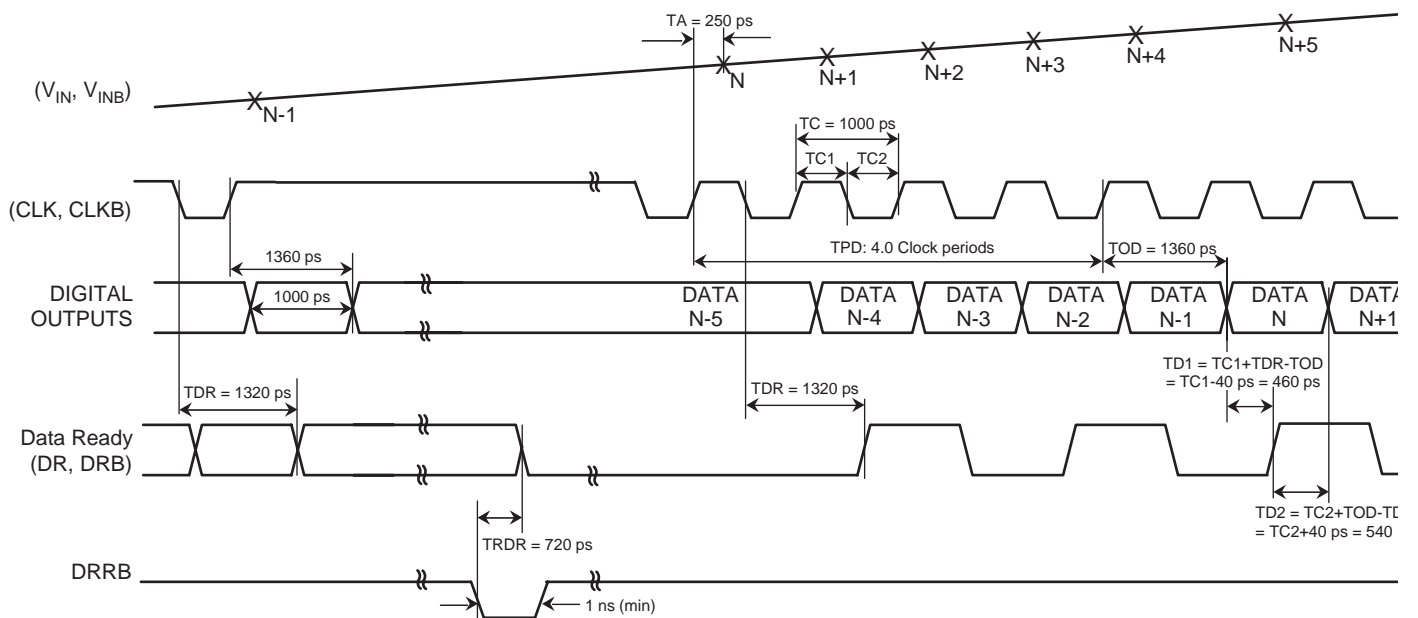 TA = 250 ps
(VIN, VINB)
N-1
N
N+1
N+2
N+3
N+4
N+5
TC = 1000 ps
TC1
TC2
(CLK, CLKB)
1360 ps
TPD: 4.0 Clock periods
TOD = 1360 ps
DIGITAL
OUTPUTS
1000 ps
DATA
N-5
DATA
N-4
DATA
N-3
DATA
N-2
DATA
N-1
DATA
N
DATA
N+1
TD1 = TC1+TDR-TOD
= TC1-40 ps = 460 ps
TDR = 1320 ps
TDR = 1320 ps
Data Ready
(DR, DRB)
TD2 = TC2+TOD-TD
= TC2+40 ps = 540
TRDR = 720 ps
DRRB
1 ns (min)